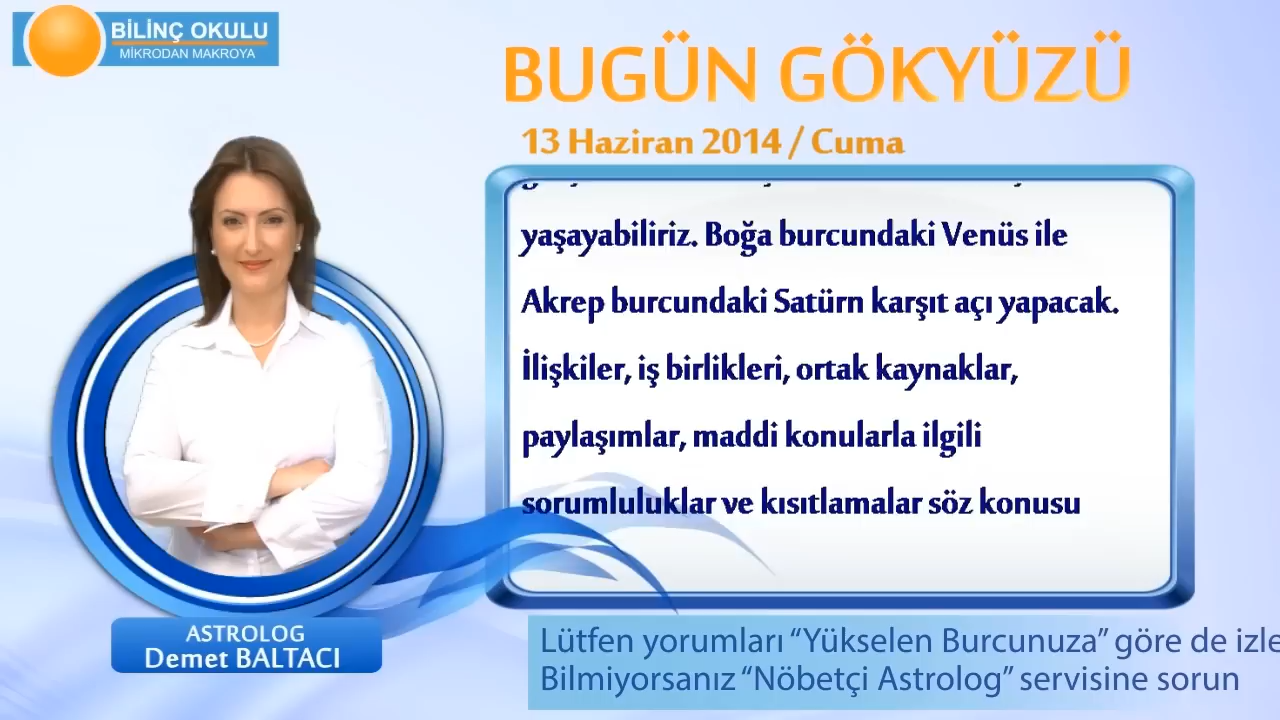 BİLİNÇ OKULU
MİKRODAN MAKROYA
BUGÜN GÖKYÜZÜ
13 Haziran 2014 / Cuma
yaşayabiliriz. Boğa burcundaki Venüs ile
Akrep burcundaki Satürn karşıt açı yapacak.
İlişkiler, iş birlikleri, ortak kaynaklar,
paylaşımlar, maddi konularla ilgili
sorumluluklar ve kısıtlamalar söz konusu
ASTROLOG
Demet BALTACI
Lütfen yorumları “Yükselen Burcunuza” göre de izle
Bilmiyorsanız “Nöbetçi Astrolog” servisine sorun